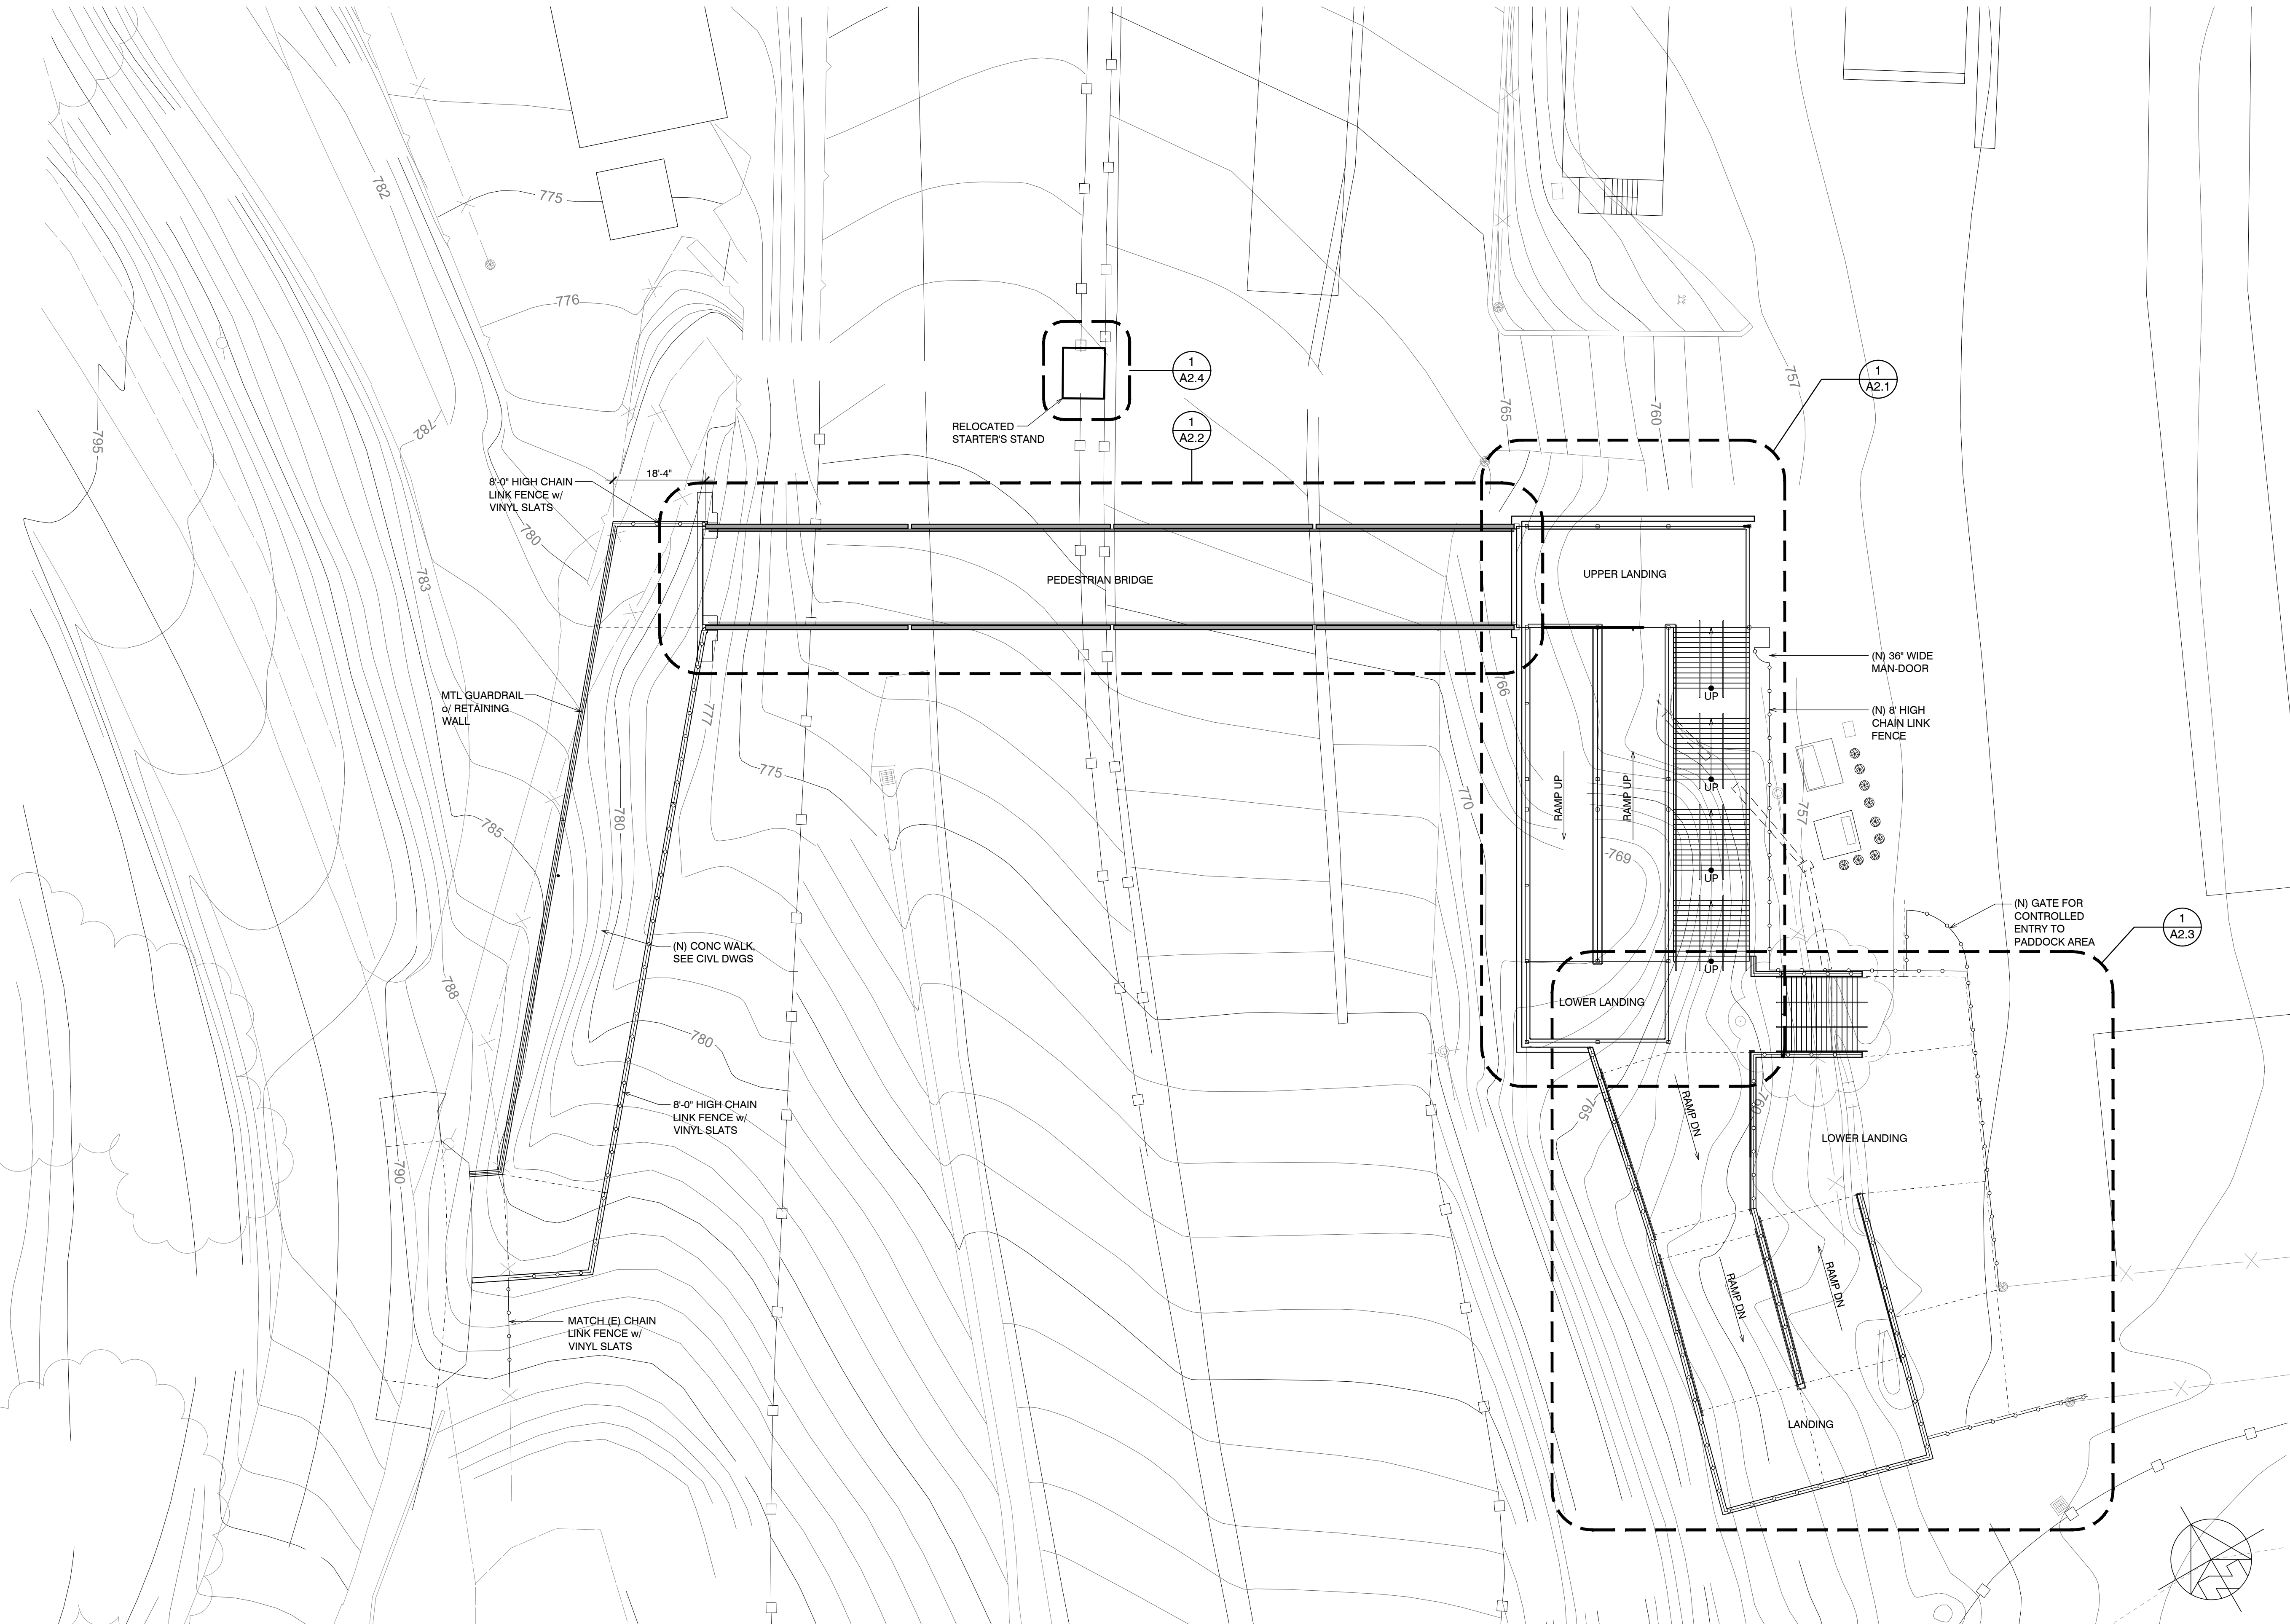 782
775
776
1
A2.4
1
A2.1
757
765
760
RELOCATED
STARTER'S STAND
1
A2.2
795
782
18'-4"
8'-0" HIGH CHAIN
LINK FENCE w/
VINYL SLATS
780
783
PEDESTRIAN BRIDGE
UPPER LANDING
(N) 36" WIDE
MAN-DOOR
766
UP
MTL GUARDRAIL
o/ RETAINING
WALL
777
(N) 8' HIGH
CHAIN LINK
FENCE
775
770
RAMP UP
RAMP UP
UP
757
785
780
769
UP
(N) GATE FOR
CONTROLLED
ENTRY TO
PADDOCK AREA
1
A2.3
(N) CONC WALK,
SEE CIVL DWGS
UP
788
LOWER LANDING
780
8'-0" HIGH CHAIN
LINK FENCE w/
VINYL SLATS
765
RAMP DN
760
LOWER LANDING
790
RAMP DN
RAMP DN
MATCH (E) CHAIN
LINK FENCE w/
VINYL SLATS
LANDING